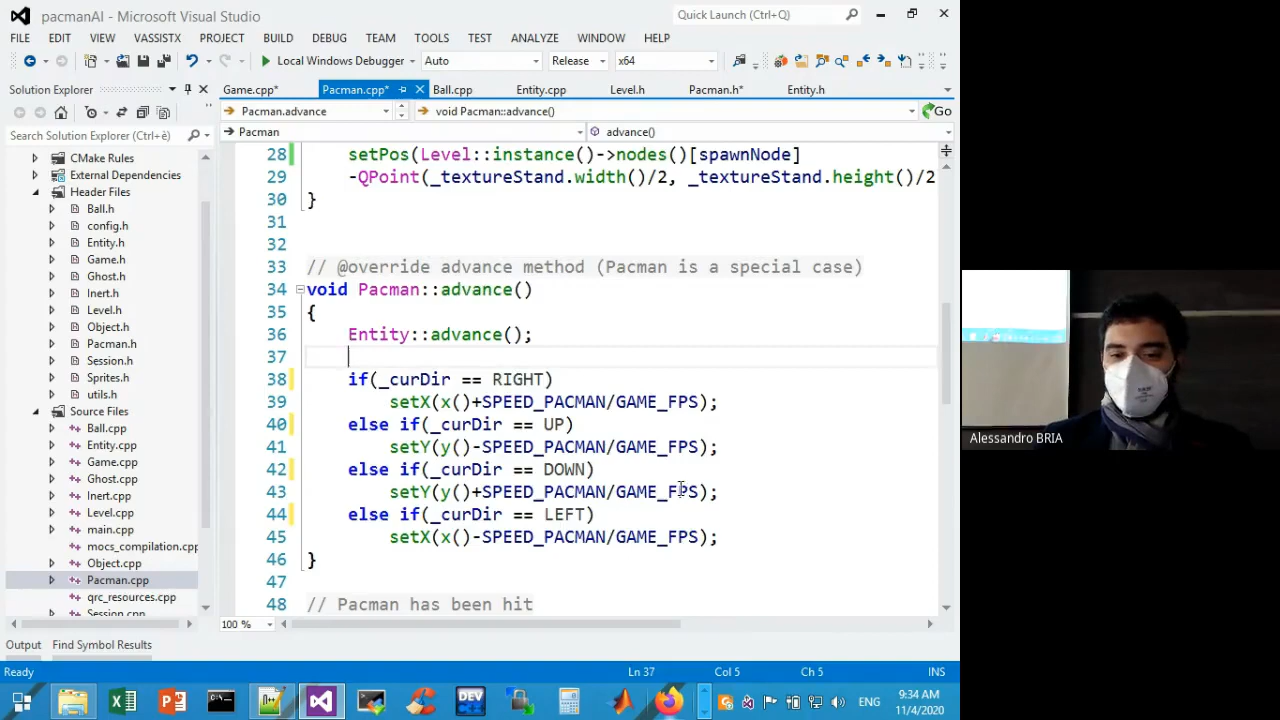 pacmanAI - Microsoft Visual Studio
Quick Launch (Ctrl+Q)
FILE EDIT VIEW VASSISTX PROJECT BUILD DEBUG TEAM TOOLS TEST ANALYZE WINDOW HELP
Local Windows Debugger Auto Release x64
Solution Explorer
Game.cpp* Pacman.cpp* Ball.cpp Entity.cpp Level.h Pacman.h* Entity.h
Pacman.advance void Pacman::advance() Go
Search Solution Explorer (Ctrl+è)
Pacman advance()
CMake Rules
External Dependencies
Header Files
Ball.h
config.h
Entity.h
Game.h
Ghost.h
Inert.h
Level.h
Object.h
Pacman.h
Session.h
Sprites.h
utils.h
Source Files
Ball.cpp
Entity.cpp
Game.cpp
Ghost.cpp
Inert.cpp
Level.cpp
main.cpp
mocs_compilation.cpp
Object.cpp
Pacman.cpp
qrc_resources.cpp
Session.cpp
28 setPos(Level::instance()->nodes()[spawnNode]
29 -QPoint(_textureStand.width()/2, _textureStand.height()/2
30 }
31
32
33 // @override advance method (Pacman is a special case)
34 void Pacman::advance()
35 {
36 Entity::advance();
37
38 if(_curDir == RIGHT)
39 setX(x()+SPEED_PACMAN/GAME_FPS);
40 else if(_curDir == UP)
41 setY(y()-SPEED_PACMAN/GAME_FPS);
42 else if(_curDir == DOWN)
43 setY(y()+SPEED_PACMAN/GAME_FPS);
44 else if(_curDir == LEFT)
45 setX(x()-SPEED_PACMAN/GAME_FPS);
46 }
47
48 // Pacman has been hit
100 %
Output Find Symbol Results
Ready Ln 37 Col 5 Ch 5 INS
DEV
ENG
9:34 AM
11/4/2020
Alessandro BRIA